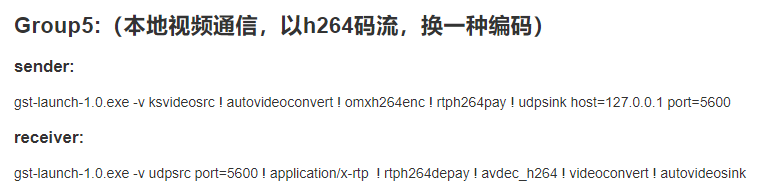 Group5:（本地视频通信，以h264码流，换一种编码）
sender:
gst-launch-1.0.exe -v ksvideosrc ! autovideoconvert ! omxh264enc ! rtph264pay ! udpsink host=127.0.0.1 port=5600
receiver:
gst-launch-1.0.exe -v udpsrc port=5600 ! application/x-rtp  ! rtph264depay ! avdec_h264 ! videoconvert ! autovideosink